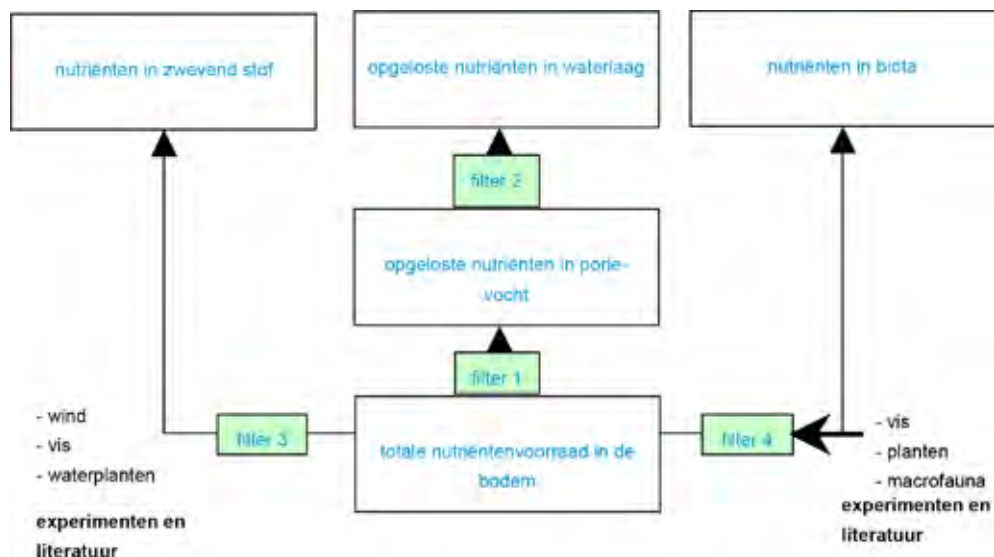 nutriënten in zwevend stof
opgeloste nutriënten in waterlaag
nutriënten in biota
filter 2
opgeloste nutriënten in porie-
vocht
filter 1
- wind
- vis
- waterplanten
filter 3
totale nutriëntenvoorraad in de
bodem
filter 4
- vis
- planten
- macrofauna
experimenten en
literatuur
experimenten en
literatuur